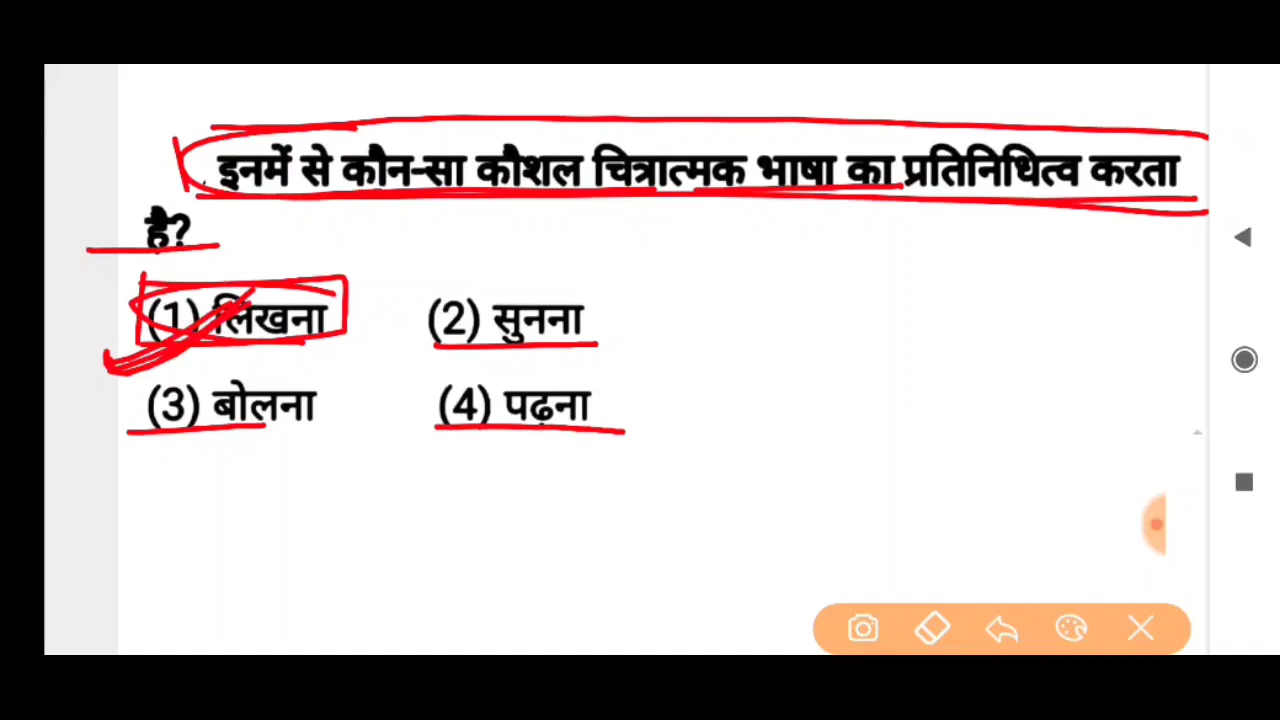 इनमें से कौन-सा कौशल चित्रात्मक भाषा का प्रतिनिधित्व करता
है?
(1) लिखना (2) सुनना
(3) बोलना (4) पढ़ना